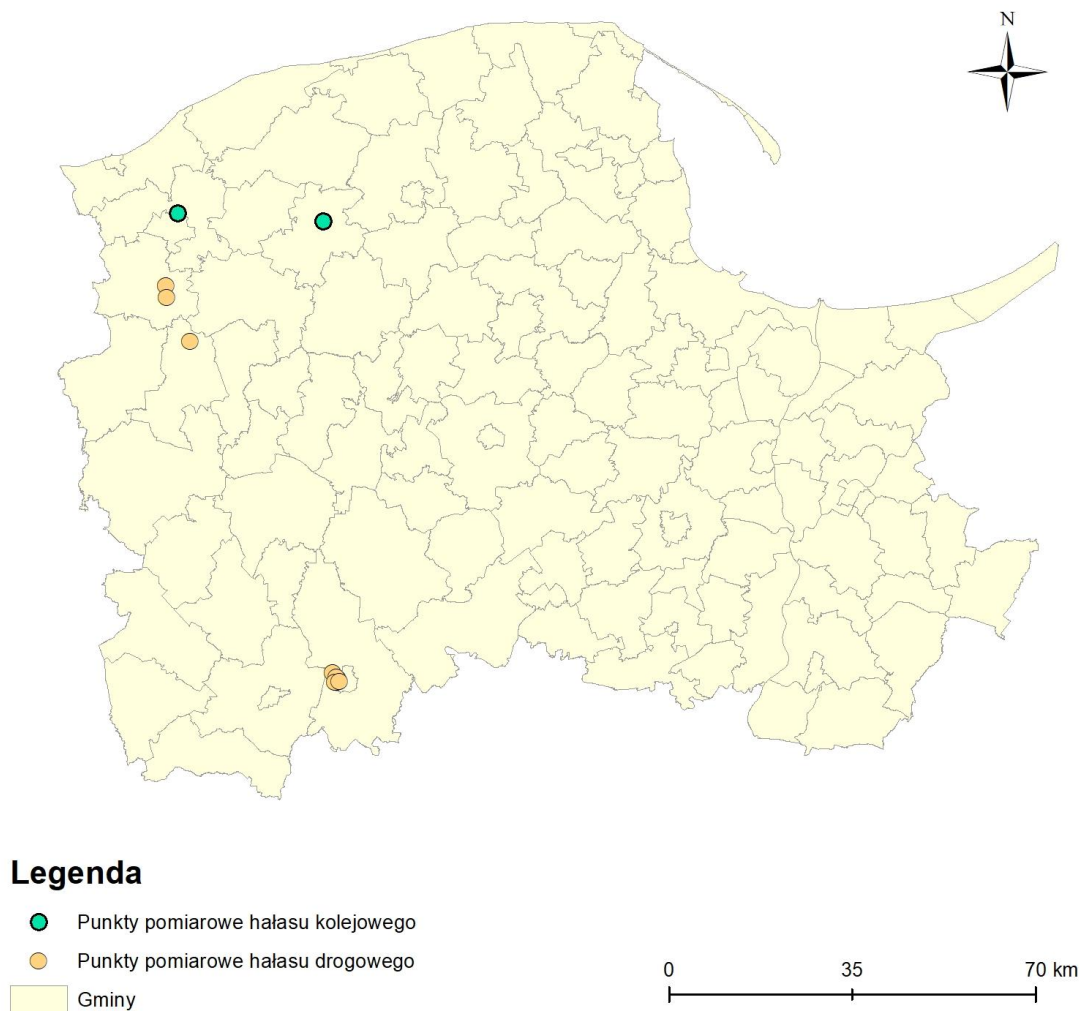 N
Legenda
Punkty pomiarowe hałasu kolejowego
Punkty pomiarowe hałasu drogowego
Gminy
0 35 70 km